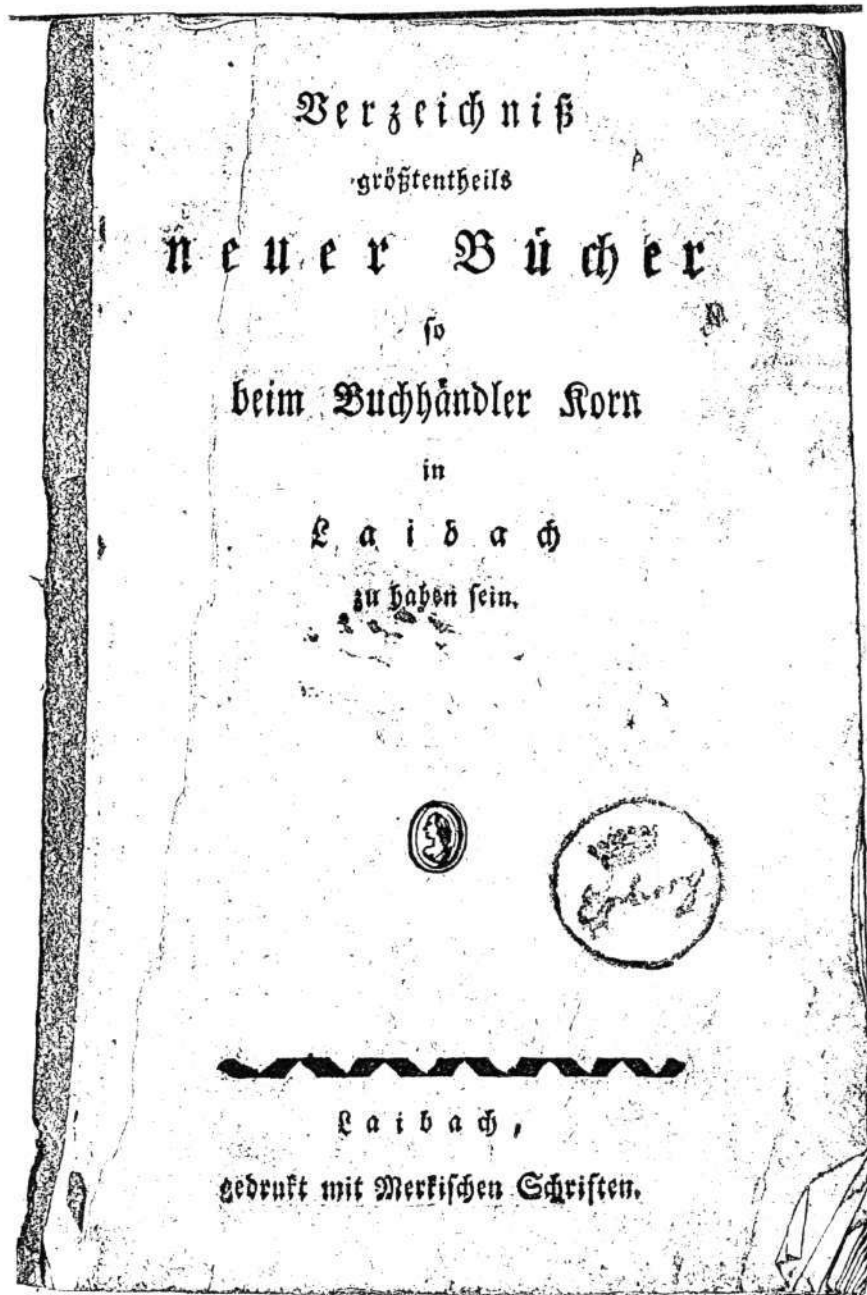 Verzeichniß
größtentheils
neuer Bücher
so
beim Buchhändler Korn
in
Laibach
zu haben sein.
Laibach,
gedrukt mit Merkischen Schriften.